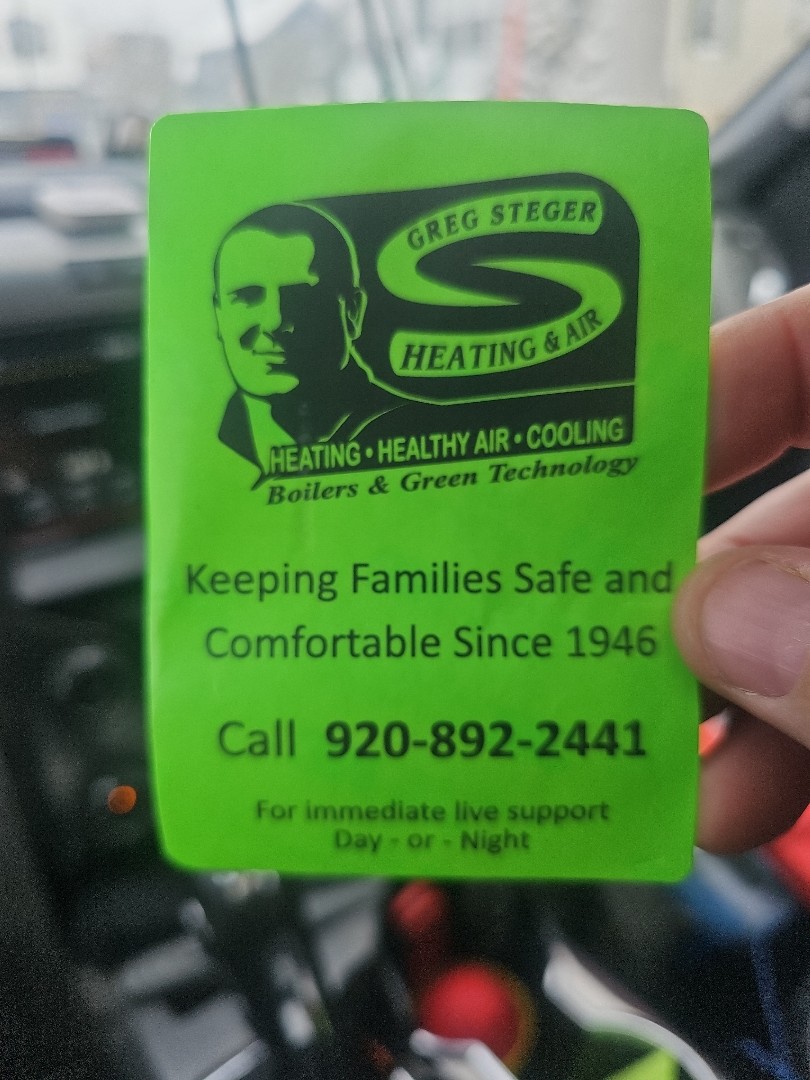 GREG STEGER
HEATING & AIR
HEATING • HEALTHY AIR • COOLING
Boilers & Green Technology
Keeping Families Safe and
Comfortable Since 1946
Call 920-892-2441
For immediate live support
Day - or - Night